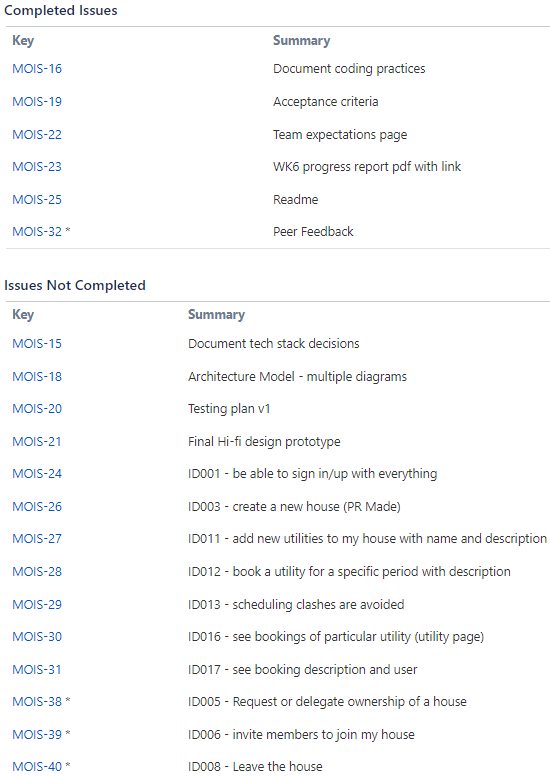 Completed Issues
Key Summary
MOIS-16 Document coding practices
MOIS-19 Acceptance criteria
MOIS-22 Team expectations page
MOIS-23 WK6 progress report pdf with link
MOIS-25 Readme
MOIS-32 * Peer Feedback
Issues Not Completed
Key Summary
MOIS-15 Document tech stack decisions
MOIS-18 Architecture Model - multiple diagrams
MOIS-20 Testing plan v1
MOIS-21 Final Hi-fi design prototype
MOIS-24 ID001 - be able to sign in/up with everything
MOIS-26 ID003 - create a new house (PR Made)
MOIS-27 ID011 - add new utilities to my house with name and description
MOIS-28 ID012 - book a utility for a specific period with description
MOIS-29 ID013 - scheduling clashes are avoided
MOIS-30 ID016 - see bookings of particular utility (utility page)
MOIS-31 ID017 - see booking description and user
MOIS-38 * ID005 - Request or delegate ownership of a house
MOIS-39 * ID006 - invite members to join my house
MOIS-40 * ID008 - Leave the house